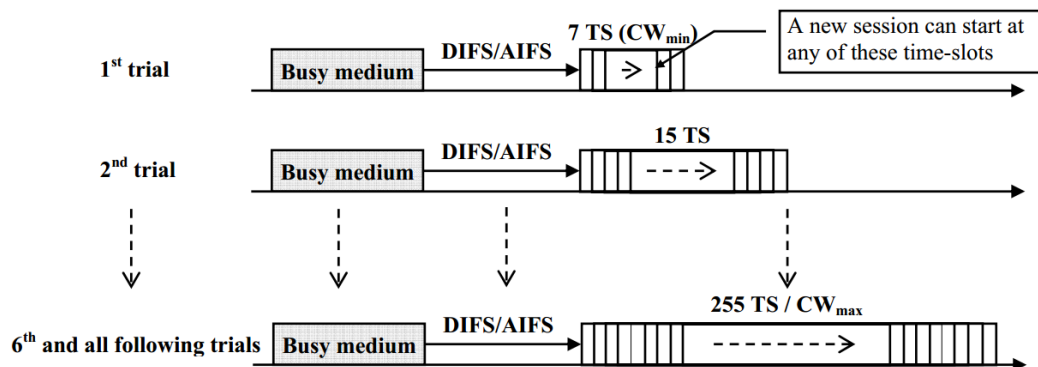 7 TS (CWmin)
A new session can start at
any of these time-slots
1st trial
Busy medium
DIFS/AIFS
2nd trial
Busy medium
DIFS/AIFS
15 TS
6th and all following trials
Busy medium
DIFS/AIFS
255 TS / CWmax